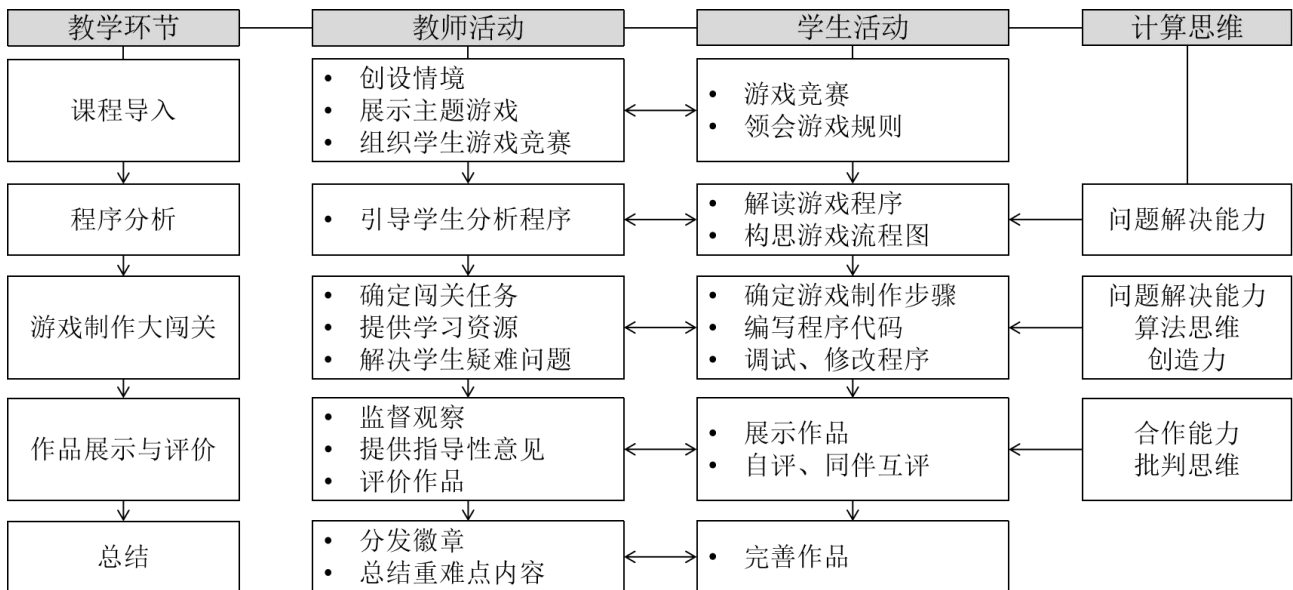 教学环节
教师活动
学生活动
计算思维
课程导入
• 创设情境
• 展示主题游戏
• 组织学生游戏竞赛
• 游戏竞赛
• 领会游戏规则
程序分析
• 引导学生分析程序
• 解读游戏程序
• 构思游戏流程图
问题解决能力
游戏制作大闯关
• 确定闯关任务
• 提供学习资源
• 解决学生疑难问题
• 确定游戏制作步骤
• 编写程序代码
• 调试、修改程序
问题解决能力
算法思维
创造力
作品展示与评价
• 监督观察
• 提供指导性意见
• 评价作品
• 展示作品
• 自评、同伴互评
合作能力
批判思维
总结
• 分发徽章
• 总结重难点内容
• 完善作品